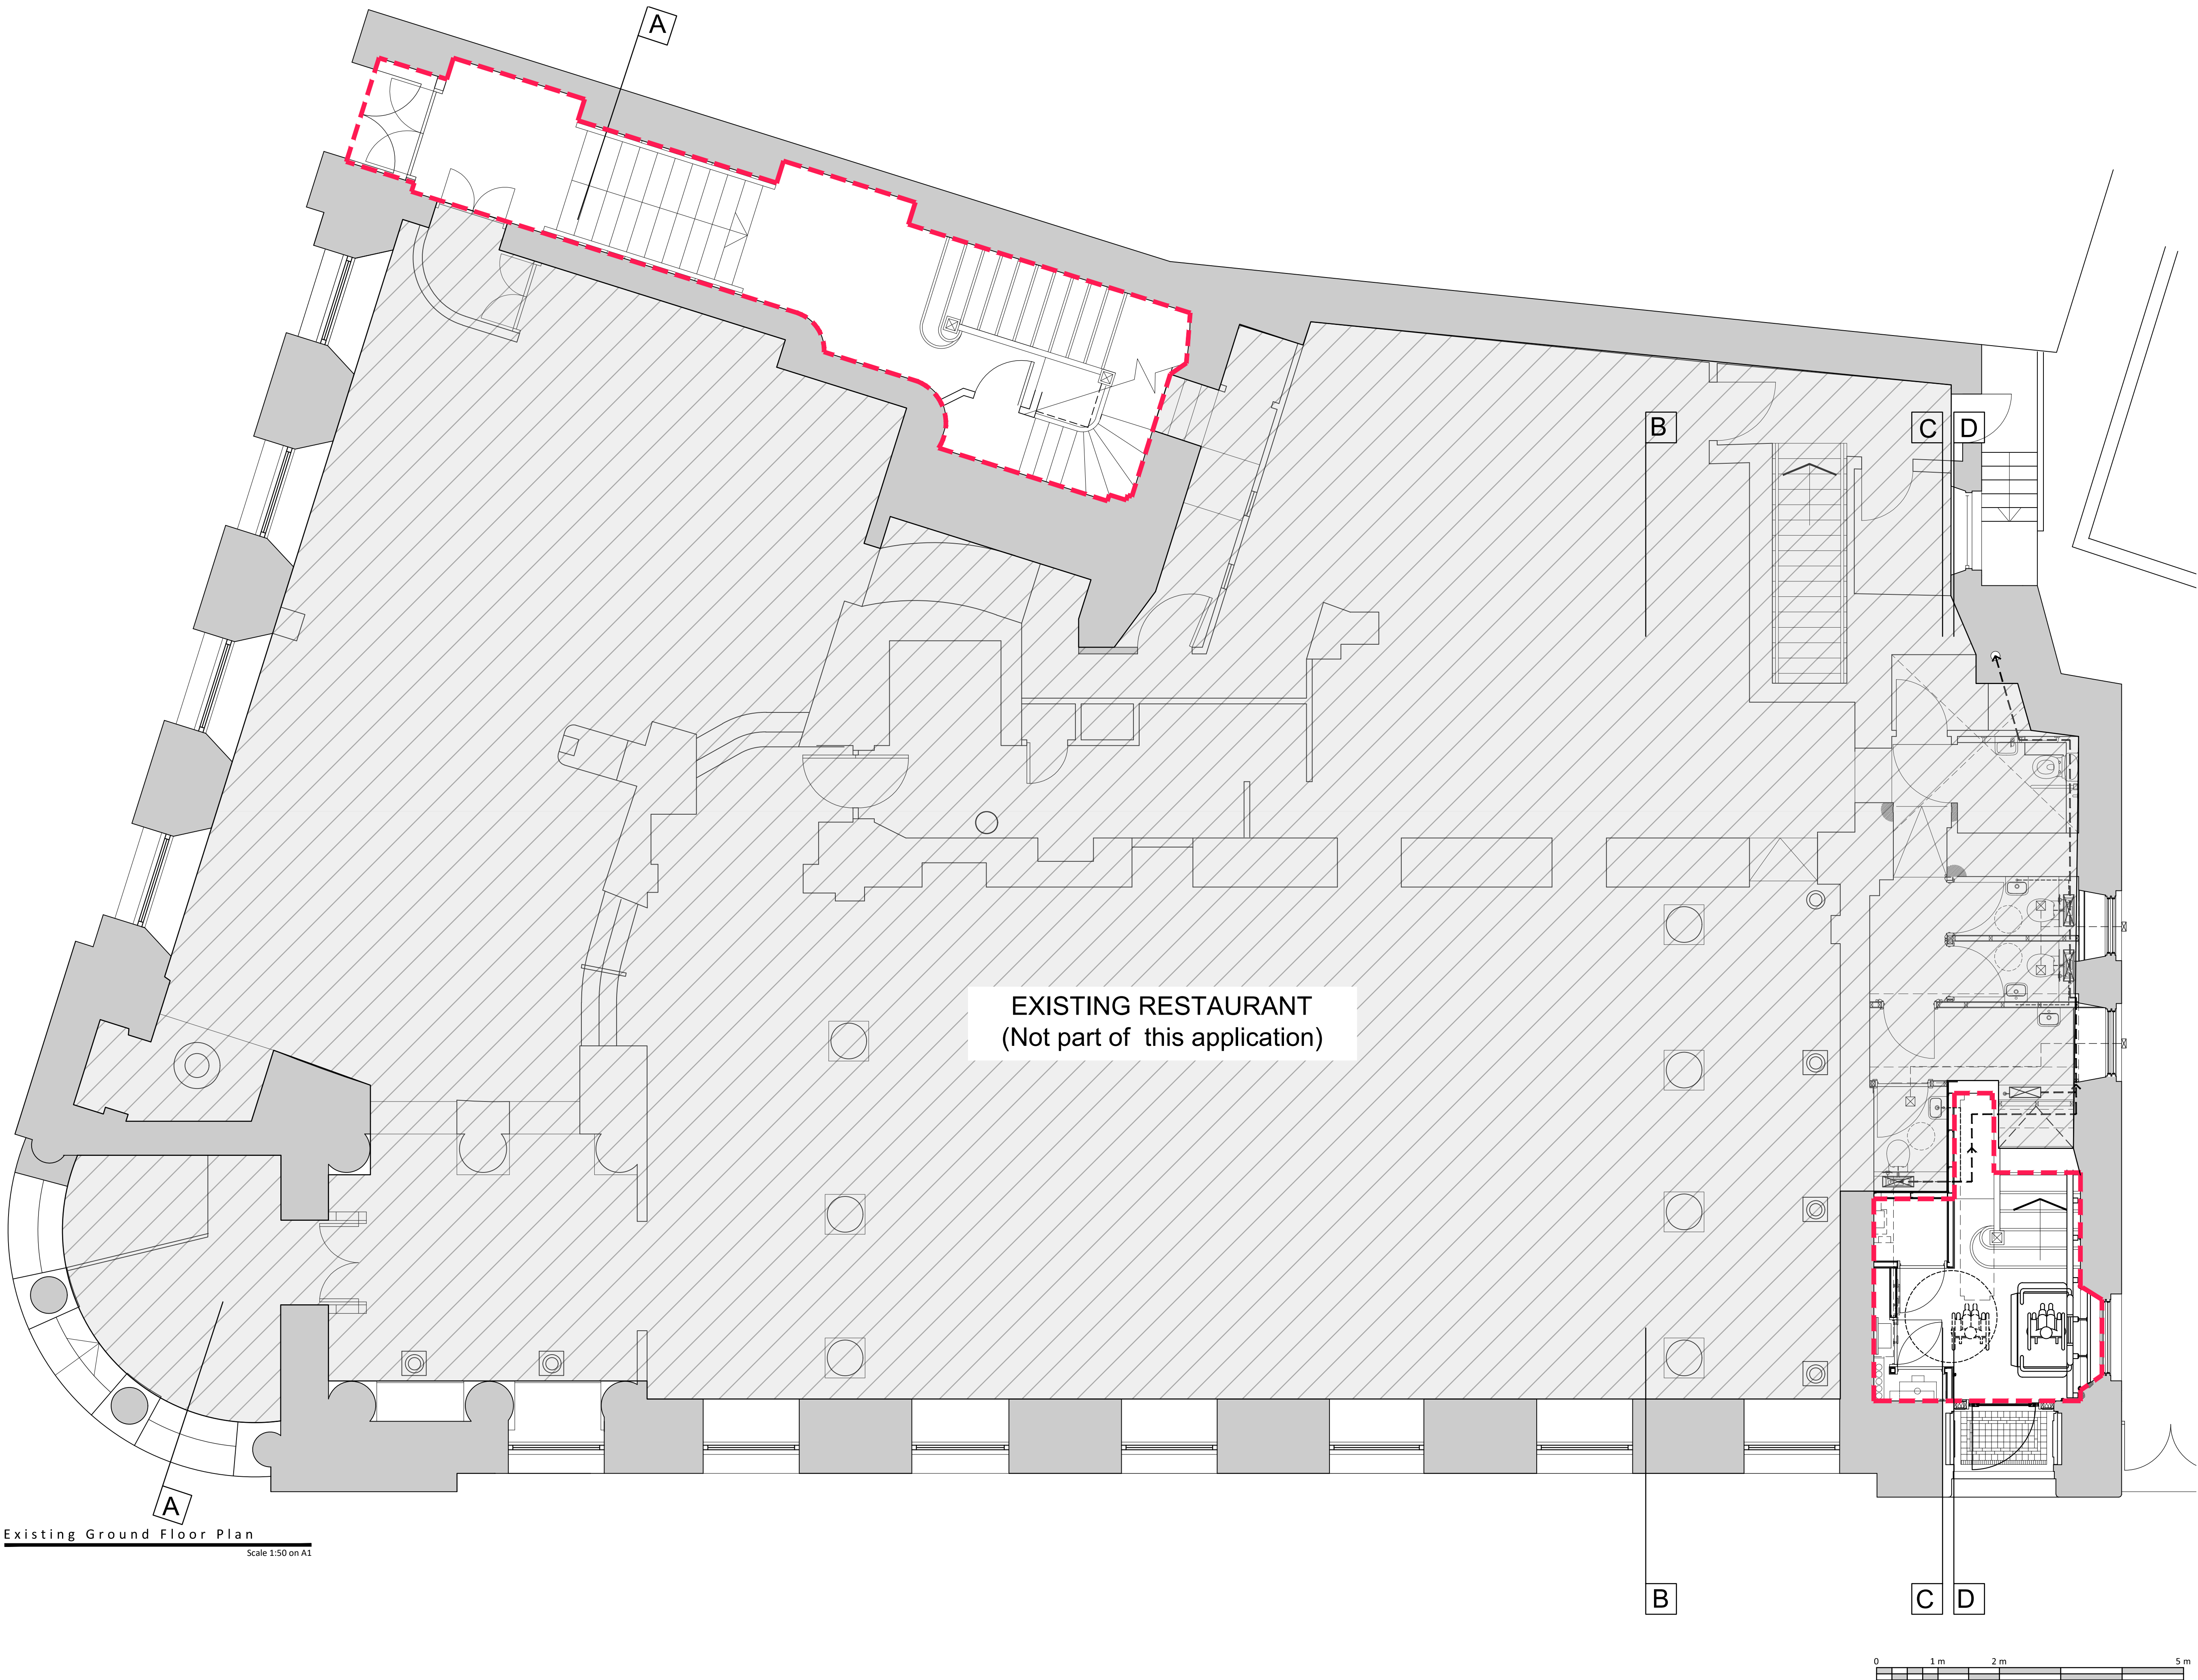 A
B
C
D
EXISTING RESTAURANT
(Not part of this application)
A
Existing Ground Floor Plan
Scale 1:50 on A1
B
C
D
0 1 m 2 m 5 m